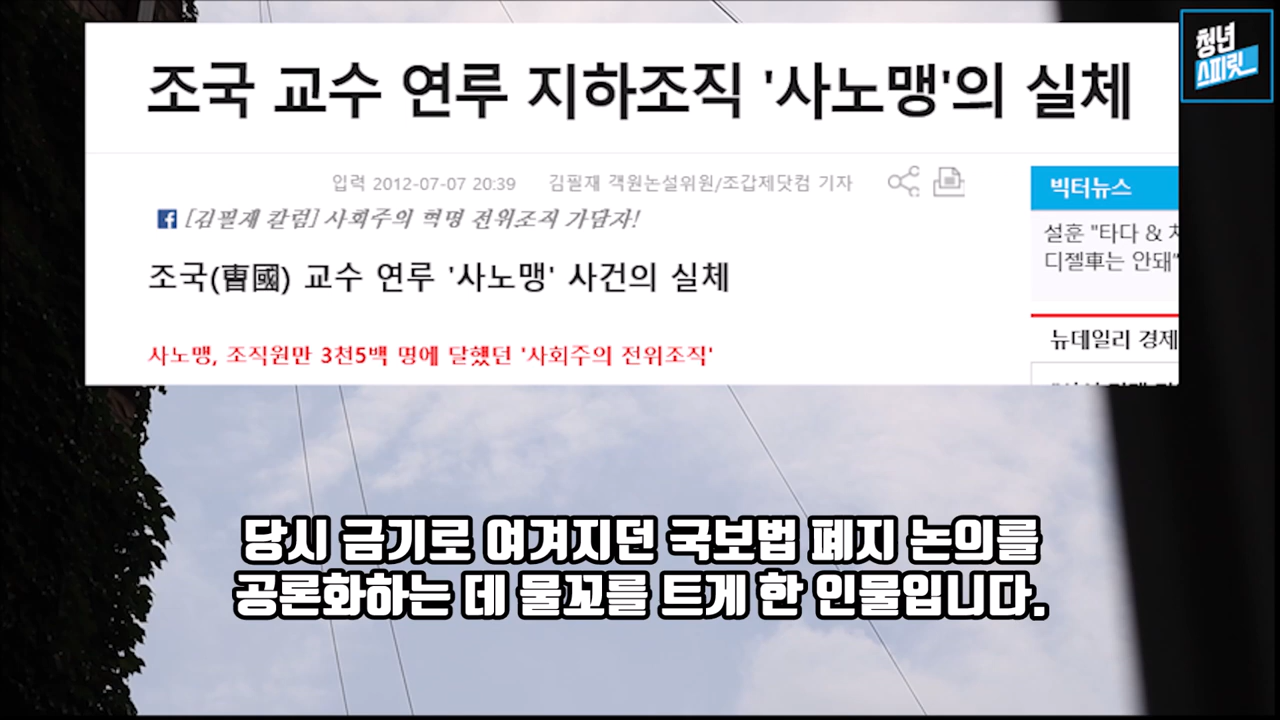 청년
스피릿
조국 교수 연루 지하조직 '사노맹'의 실체
입력 2012-07-07 20:39 김필재 객원논설위원/조갑제닷컴 기자
[김필재 칼럼] 사회주의 혁명 전위조직 가담자!
조국(曺國) 교수 연루 '사노맹' 사건의 실체
사노맹, 조직원만 3천5백 명에 달했던 '사회주의 전위조직'
빅터뉴스
설훈 "타다 &
디젤車는 안돼"
뉴데일리 경제
당시 금기로 여겨지던 국보법 폐지 논의를
공론화하는 데 물꼬를 트게 한 인물입니다.